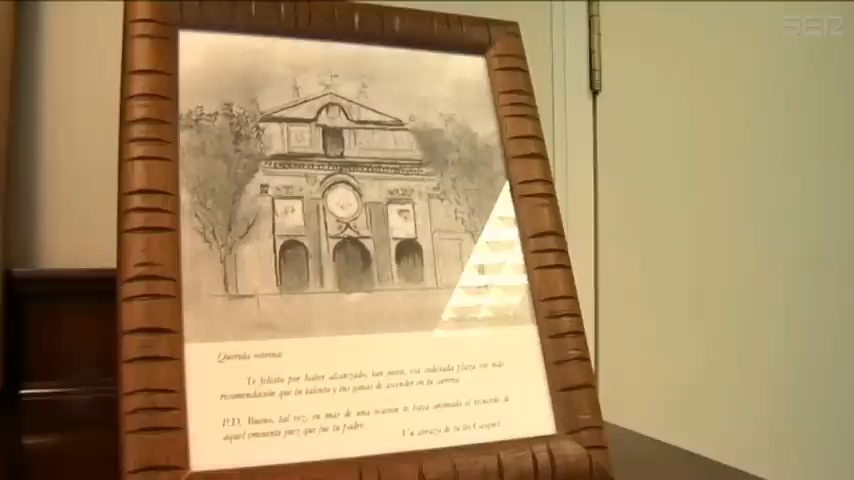 SER
Querida sobrina:
Te felicito por haber alcanzado, tan joven, esa codiciada plaza sin más
recomendación que tu talento y tus ganas de ascender en tu carrera.
P.D. Bueno, tal vez, en más de una ocasión te haya animado el recuerdo de
aquel eminente juez que fue tu padre.
Un abrazo de tu tío